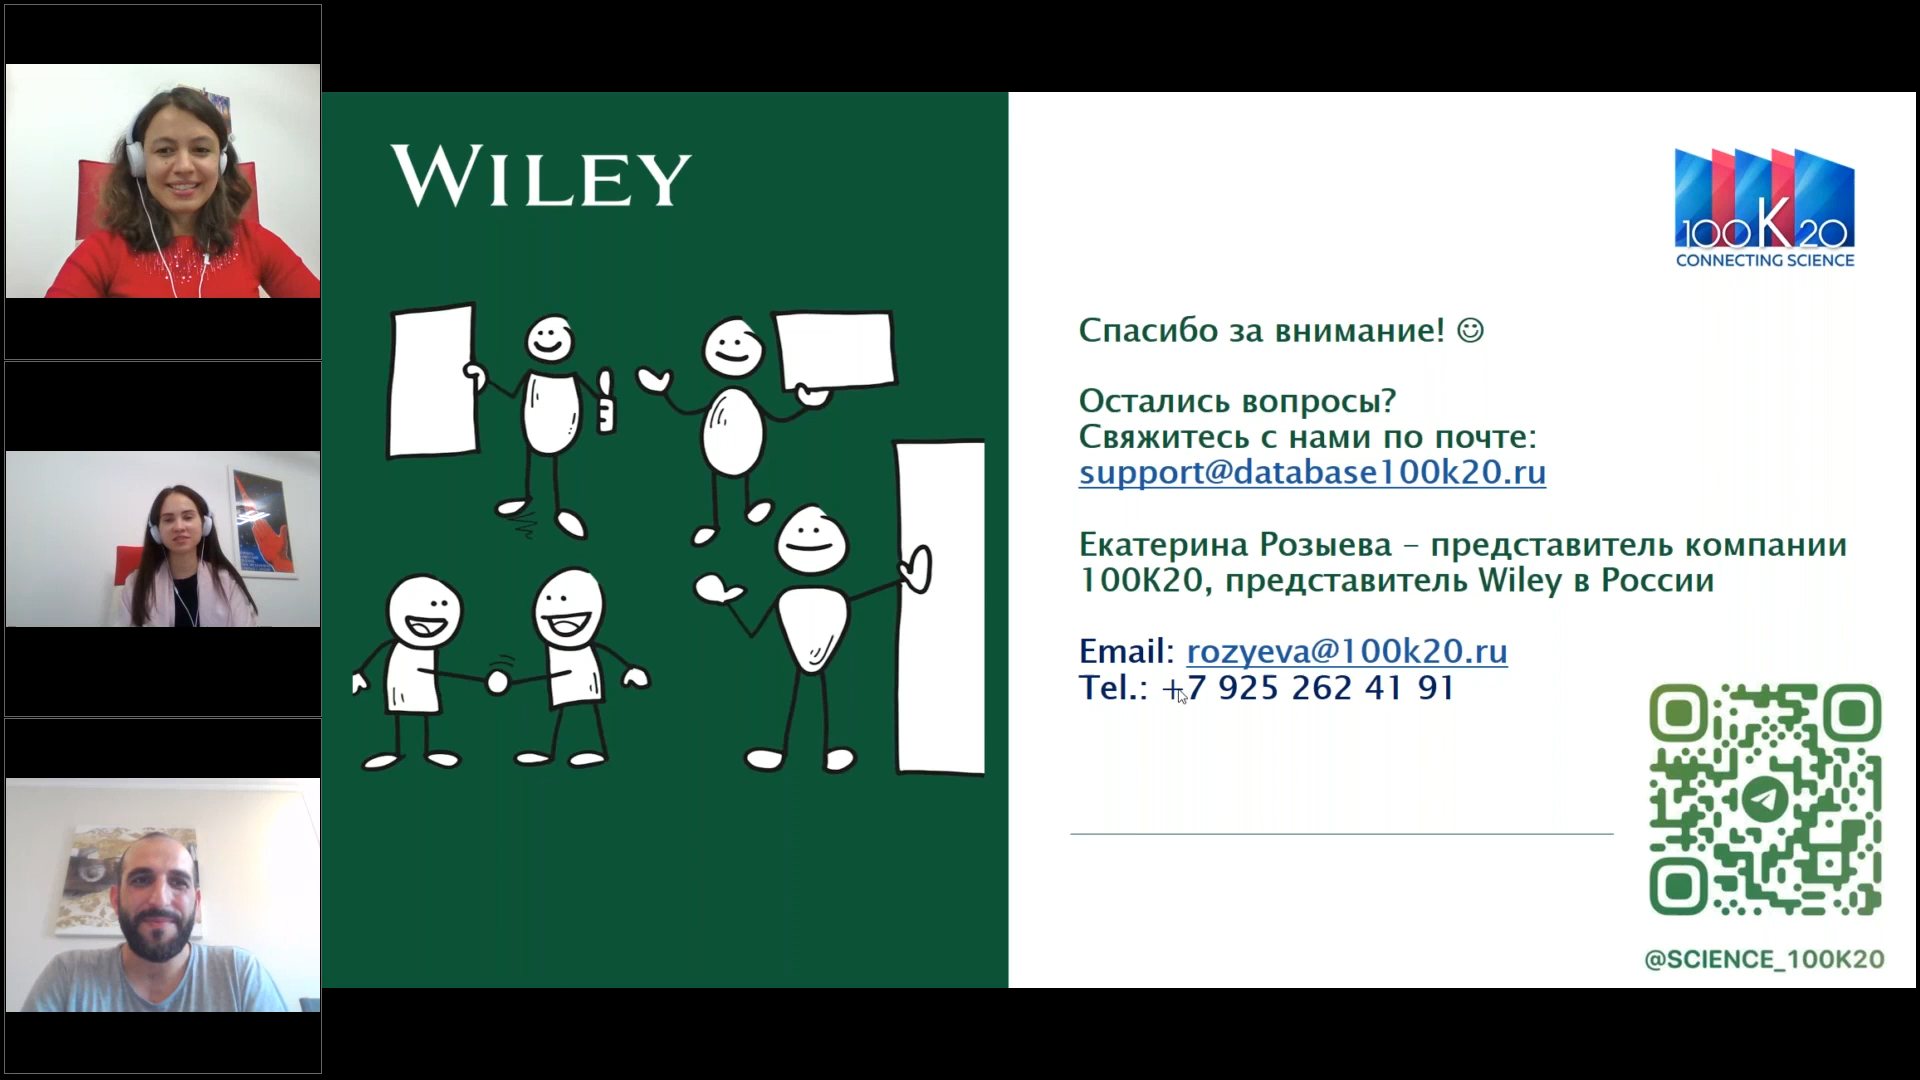 WILEY
100K20
CONNECTING SCIENCE
Спасибо за внимание! ☺
Остались вопросы?
Свяжитесь с нами по почте:
support@database100k20.ru
Екатерина Розыева – представитель компании
100K20, представитель Wiley в России
Email: rozyeva@100k20.ru
Tel.: +7 925 262 41 91
@SCIENCE_100K20